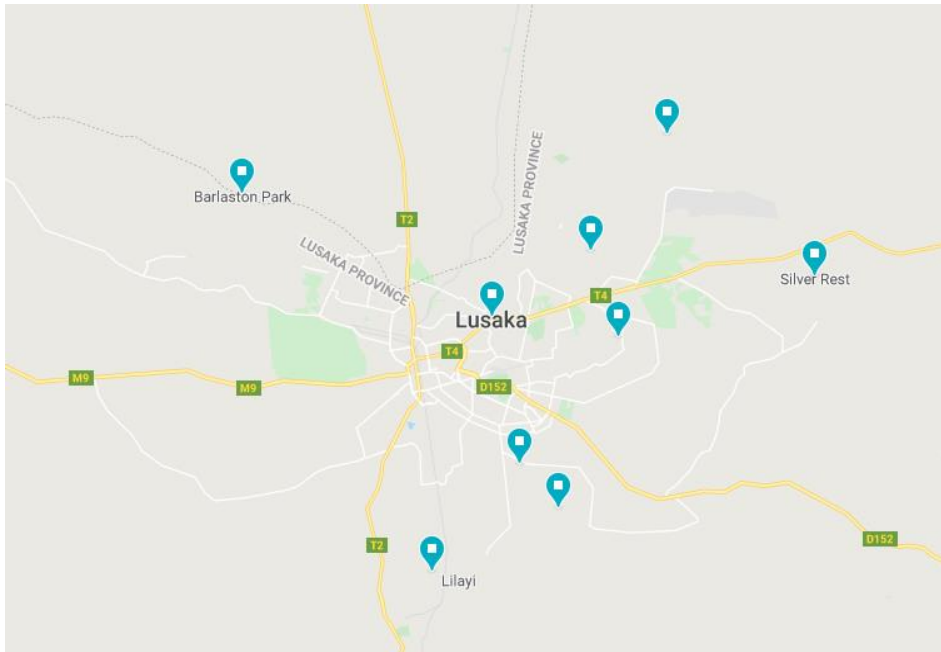 Barlaston Park
T2
LUSAKA PROVINCE
LUSAKA PROVINCE
Silver Rest
T4
Lusaka
T4
M9
M9
D152
D152
T2
Lilayi